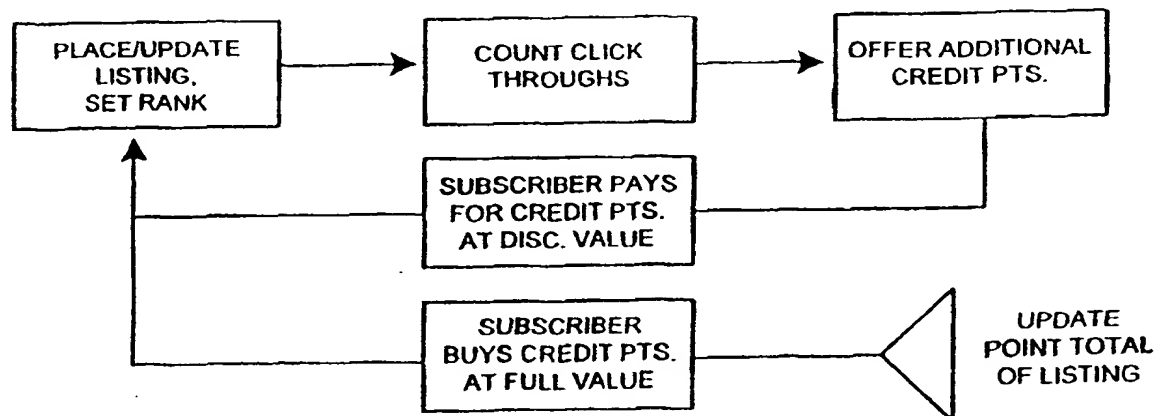 PLACE/UPDATE
LISTING,
SET RANK
COUNT CLICK
THROUGHS
OFFER ADDITIONAL
CREDIT PTS.
SUBSCRIBER PAYS
FOR CREDIT PTS.
AT DISC. VALUE
SUBSCRIBER
BUYS CREDIT PTS.
AT FULL VALUE
UPDATE
POINT TOTAL
OF LISTING